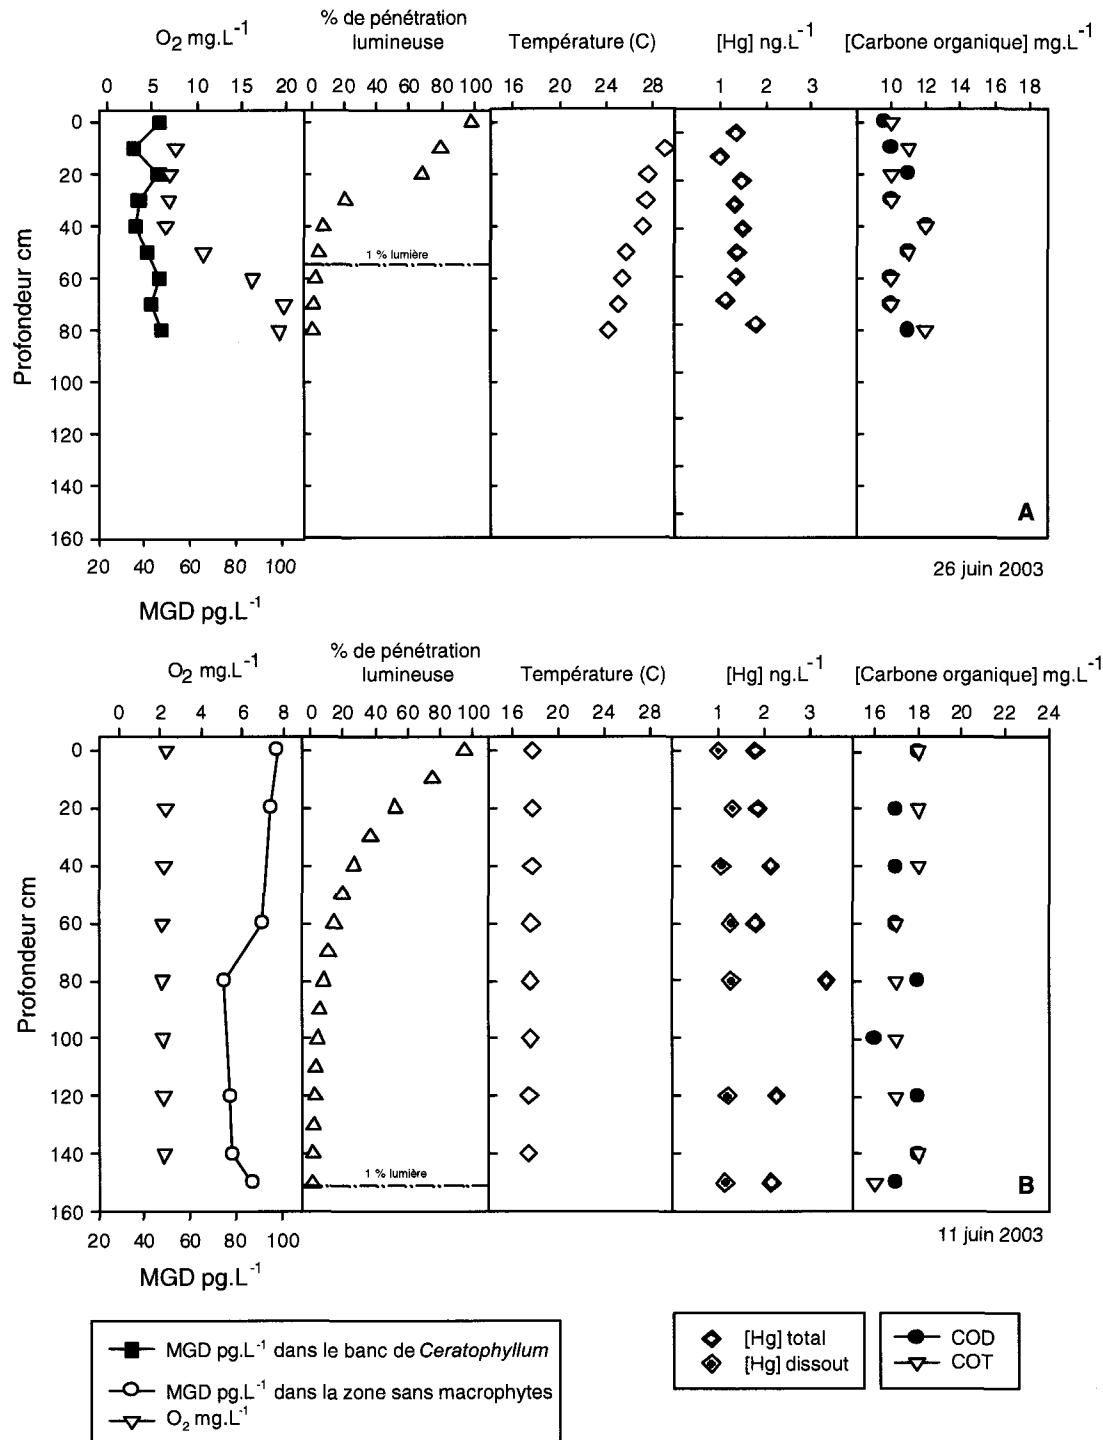 O₂ mg.L⁻¹
% de pénétration
lumineuse
Température (C)
[Hg] ng.L⁻¹
[Carbone organique] mg.L⁻¹
0 5 10 15 20
0 20 40 60 80 100
16 20 24 28
1 2 3
10 12 14 16 18
Profondeur cm
0
20
40
60
80
100
120
140
160
1 % lumière
A
20 40 60 80 100
MGD pg.L⁻¹
26 juin 2003
O₂ mg.L⁻¹
% de pénétration
lumineuse
Température (C)
[Hg] ng.L⁻¹
[Carbone organique] mg.L⁻¹
0 2 4 6 8
0 20 40 60 80 100
16 20 24 28
1 2 3
16 18 20 22 24
Profondeur cm
0
20
40
60
80
100
120
140
160
1 % lumière
B
20 40 60 80 100
MGD pg.L⁻¹
11 juin 2003
MGD pg.L⁻¹ dans le banc de Ceratophyllum
MGD pg.L⁻¹ dans la zone sans macrophytes
O₂ mg.L⁻¹
[Hg] total
[Hg] dissout
COD
COT